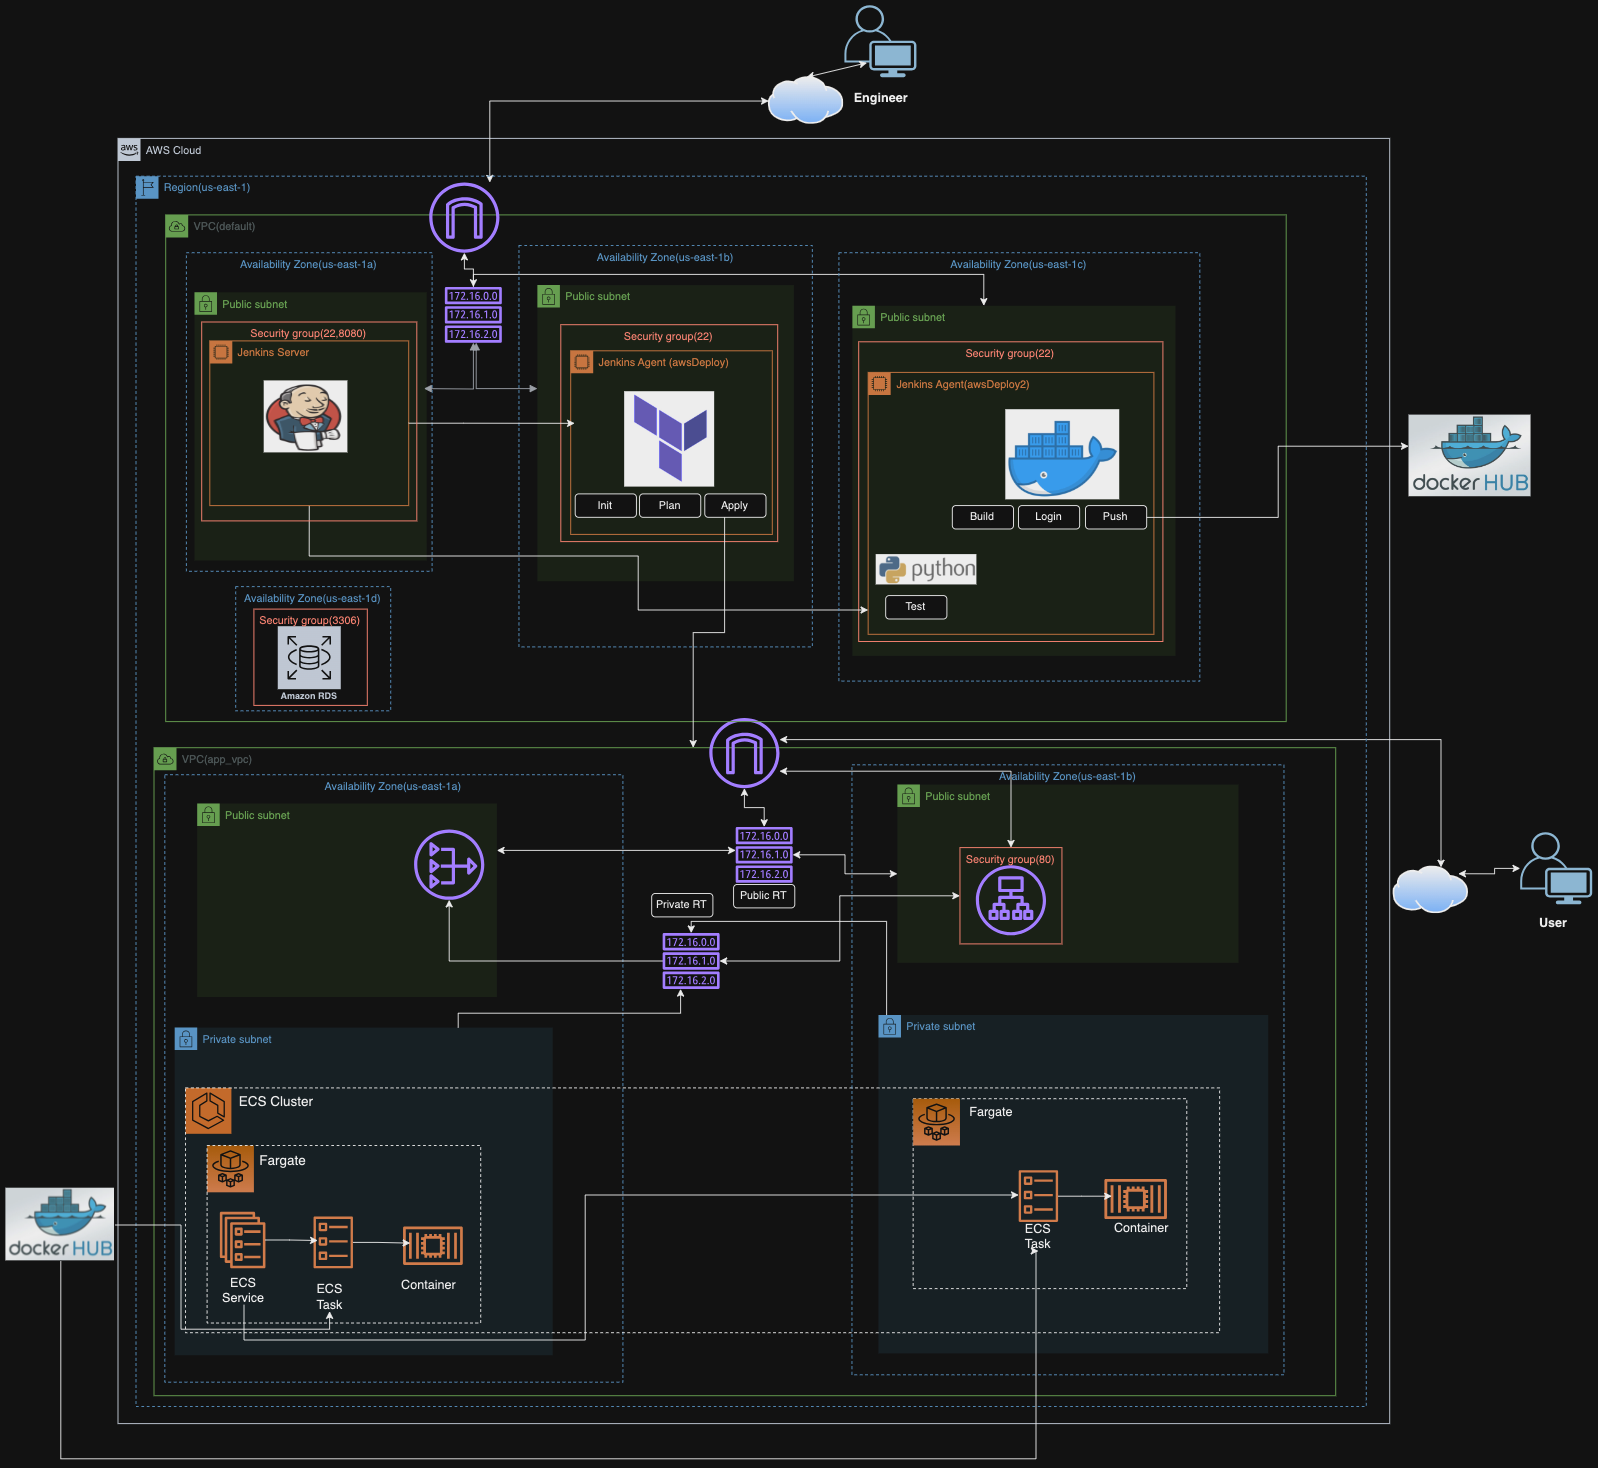 Engineer
aws
AWS Cloud
Region(us-east-1)
VPC(default)
Availability Zone(us-east-1a)
Public subnet
Security group(22,8080)
Jenkins Server
172.16.0.0
172.16.1.0
172.16.2.0
Availability Zone(us-east-1b)
Public subnet
Security group(22)
Jenkins Agent (awsDeploy)
Init
Plan
Apply
Availability Zone(us-east-1c)
Public subnet
Security group(22)
Jenkins Agent(awsDeploy2)
Build
Login
Push
python
Test
docker HUB
Availability Zone(us-east-1d)
Security group(3306)
Amazon RDS
VPC(app_vpc)
Availability Zone(us-east-1a)
Public subnet
172.16.0.0
172.16.1.0
172.16.2.0
Public RT
Private RT
172.16.0.0
172.16.1.0
172.16.2.0
Availability Zone(us-east-1b)
Public subnet
Security group(80)
User
Private subnet
ECS Cluster
Fargate
ECS
Service
ECS
Task
Container
Private subnet
Fargate
ECS
Task
Container
docker HUB